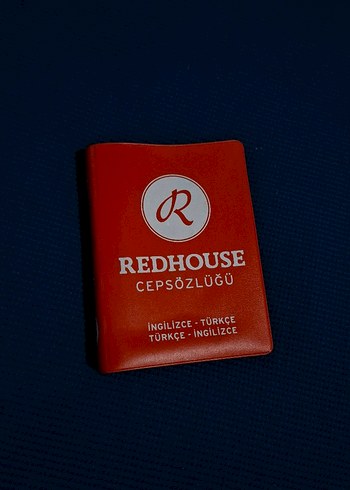 R
REDHOUSE
CEPSÖZLÜĞÜ
İNGİLİZCE - TÜRKÇE
TÜRKÇE - İNGİLİZCE